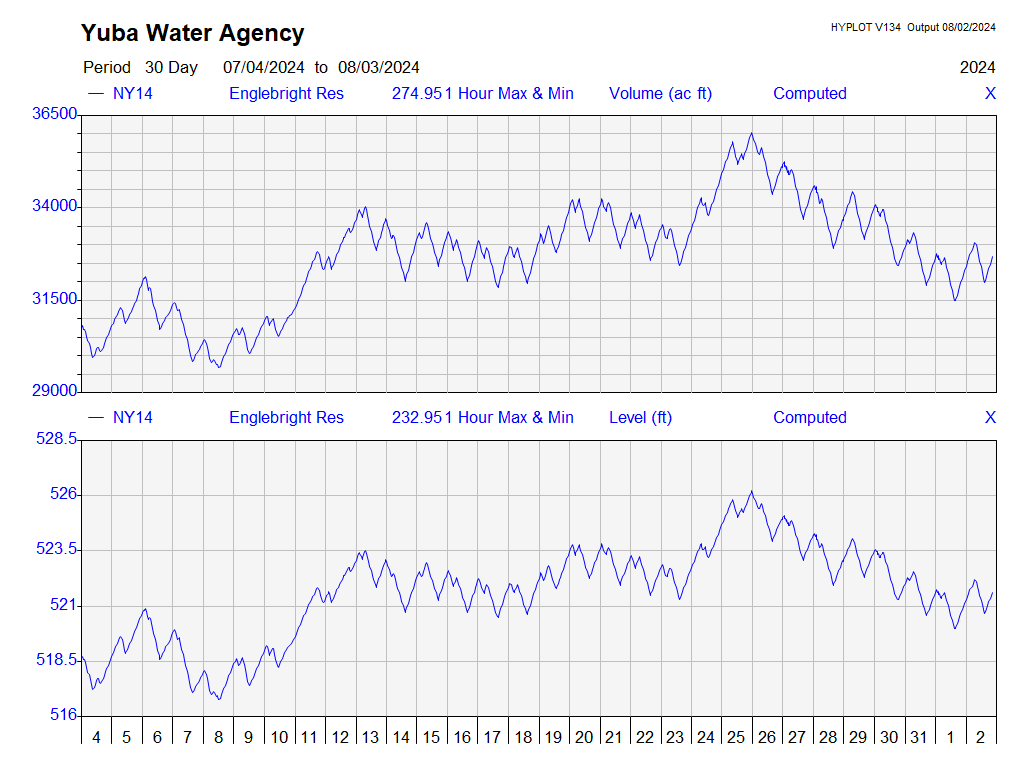 Yuba Water Agency
HYPLOT V134 Output 08/02/2024
Period 30 Day 07/04/2024 to 08/03/2024
2024
NY14 Englebright Res 274.951 Hour Max & Min Volume (ac ft) Computed X
36500
34000
31500
29000
NY14 Englebright Res 232.951 Hour Max & Min Level (ft) Computed X
528.5
526
523.5
521
518.5
516
4 5 6 7 8 9 10 11 12 13 14 15 16 17 18 19 20 21 22 23 24 25 26 27 28 29 30 31 1 2